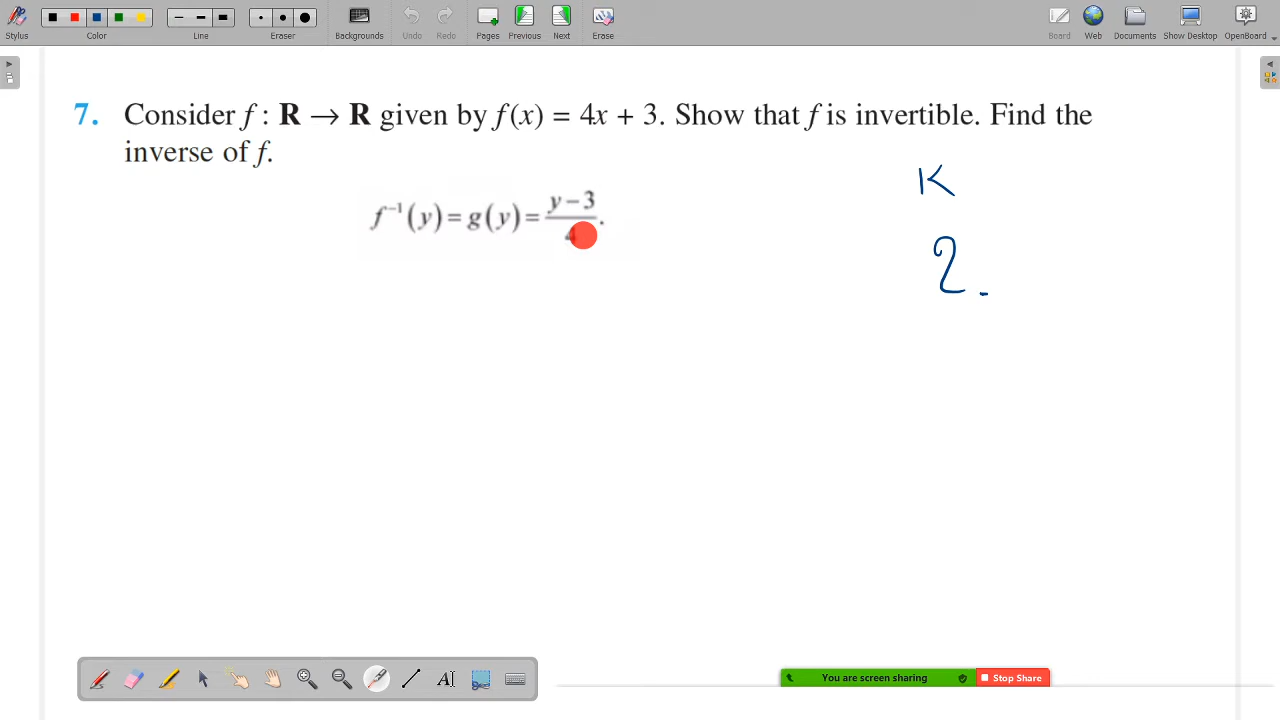 Stylus Color Line Eraser Backgrounds Undo Redo Pages Previous Next Erase Board Web Documents Show Desktop OpenBoard
7. Consider f : R → R given by f(x) = 4x + 3. Show that f is invertible. Find the
inverse of f.
K
f⁻¹(y) = g(y) = (y − 3)/4.
2.
You are screen sharing Stop Share